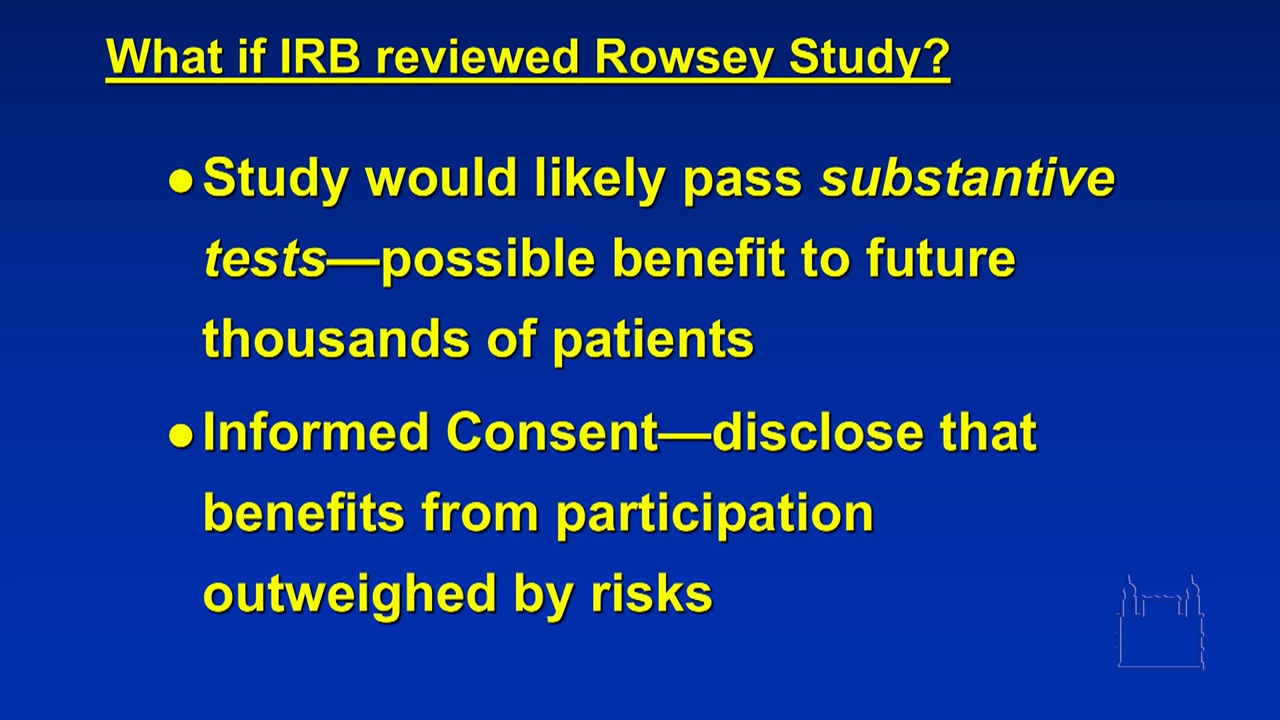 What if IRB reviewed Rowsey Study?
● Study would likely pass substantive
tests—possible benefit to future
thousands of patients
● Informed Consent—disclose that
benefits from participation
outweighed by risks